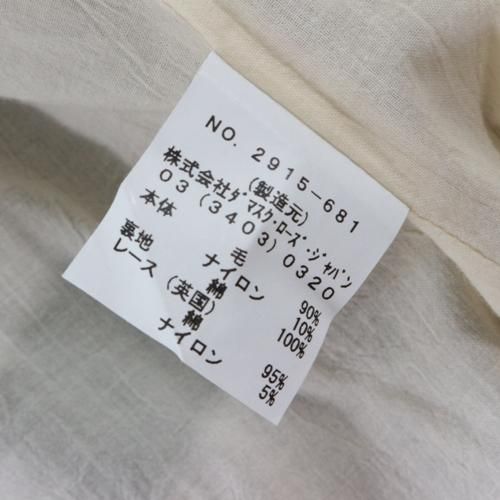 NO. 2915-681
(製造元)
株式会社ﾀﾞﾏｽｸ･ﾛｰｽﾞ･ｼﾞｬﾊﾟﾝ
03 (3403) 0320
本体 毛 90%
ナイロン 10%
裏地 綿 100%
レース (英国)
綿 95%
ナイロン 5%